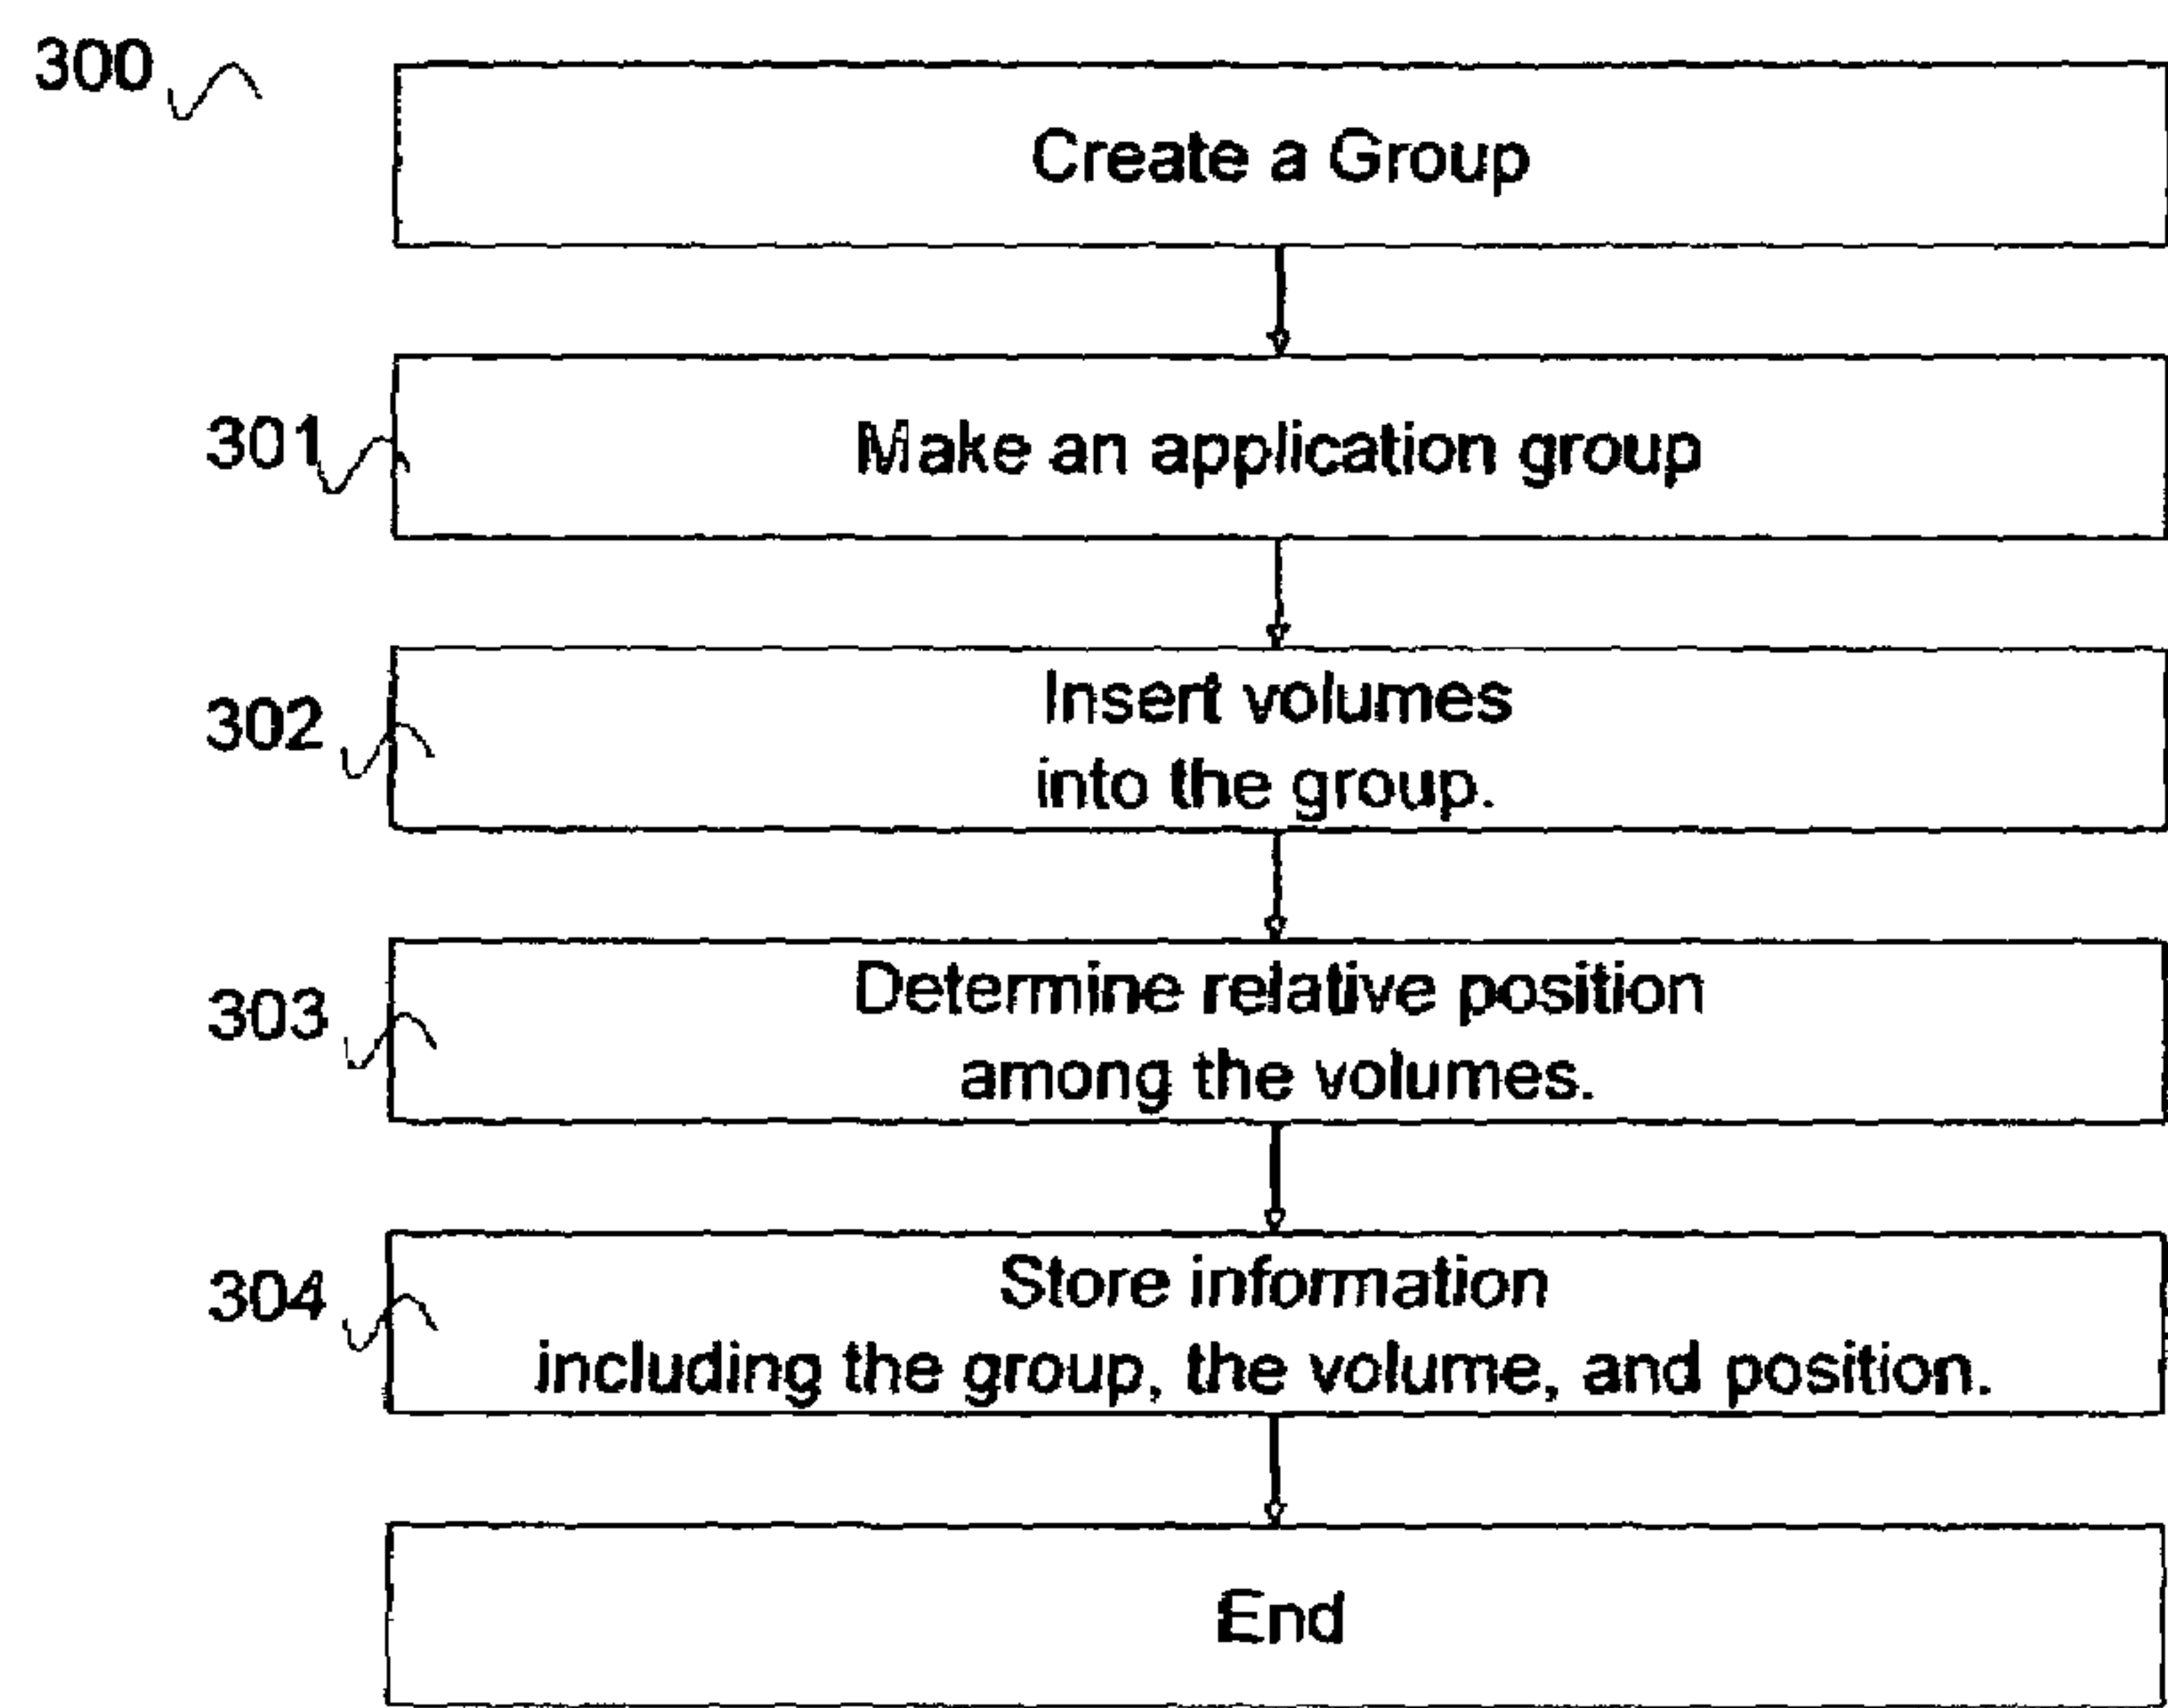 300
Create a Group
301
Make an application group
302
Insert volumes
into the group.
303
Determine relative position
among the volumes.
304
Store information
including the group, the volume, and position.
End